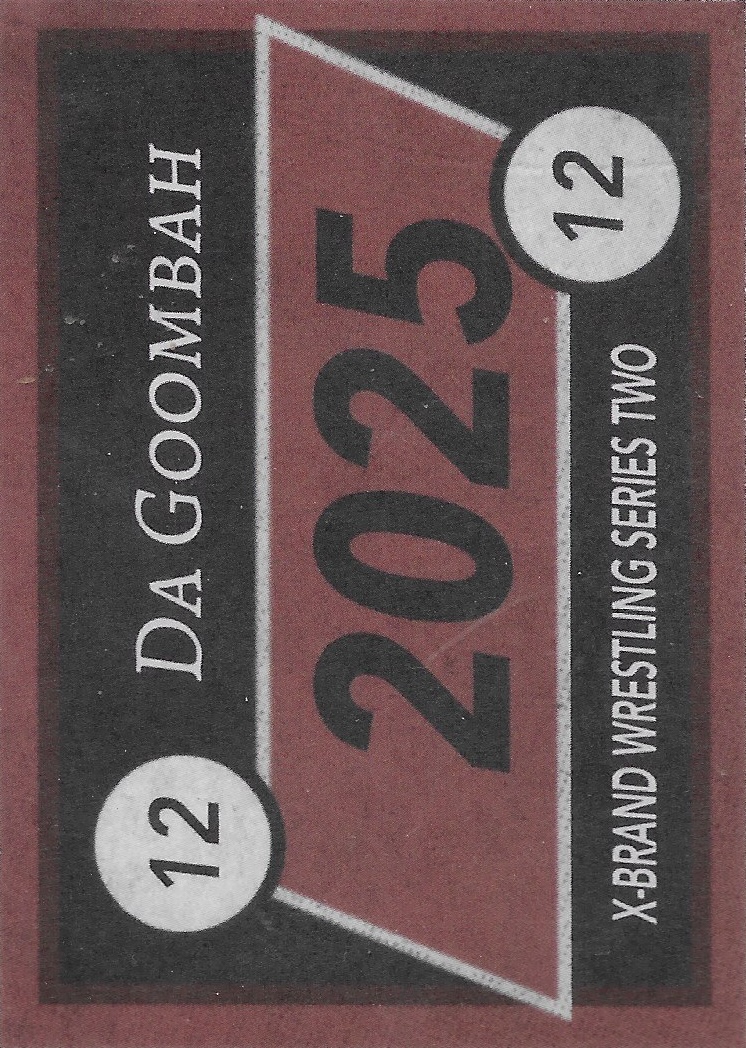 DA GOOMBAH
12
2025
12
X-BRAND WRESTLING SERIES TWO